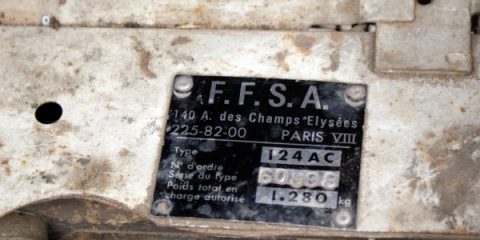 F.F.S.A.
140 A. des Champs Elysées
225-82-00 PARIS VIII
Type 124AC
N° d'ordre
Série du type
Poids total en
charge autorisé 1.280 kg